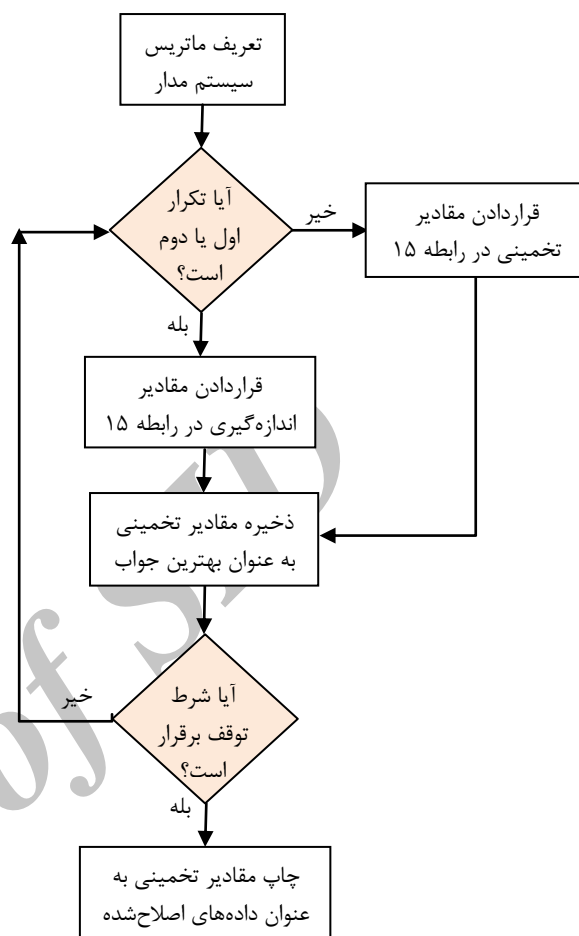 تعریف ماتریس
سیستم مدار
آیا تکرار
اول یا دوم
است؟
خیر
قراردادن مقادیر
تخمینی در رابطه ۱۵
بله
قراردادن مقادیر
اندازه‌گیری در رابطه ۱۵
ذخیره مقادیر تخمینی
به عنوان بهترین جواب
آیا شرط
توقف برقرار
است؟
خیر
بله
چاپ مقادیر تخمینی به
عنوان داده‌های اصلاح‌شده
of SID